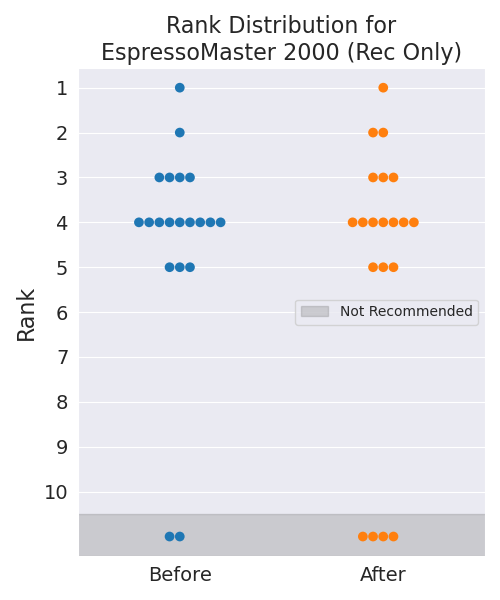 Rank Distribution for
EspressoMaster 2000 (Rec Only)
Rank
1
2
3
4
5
6
7
8
9
10
Not Recommended
Before
After